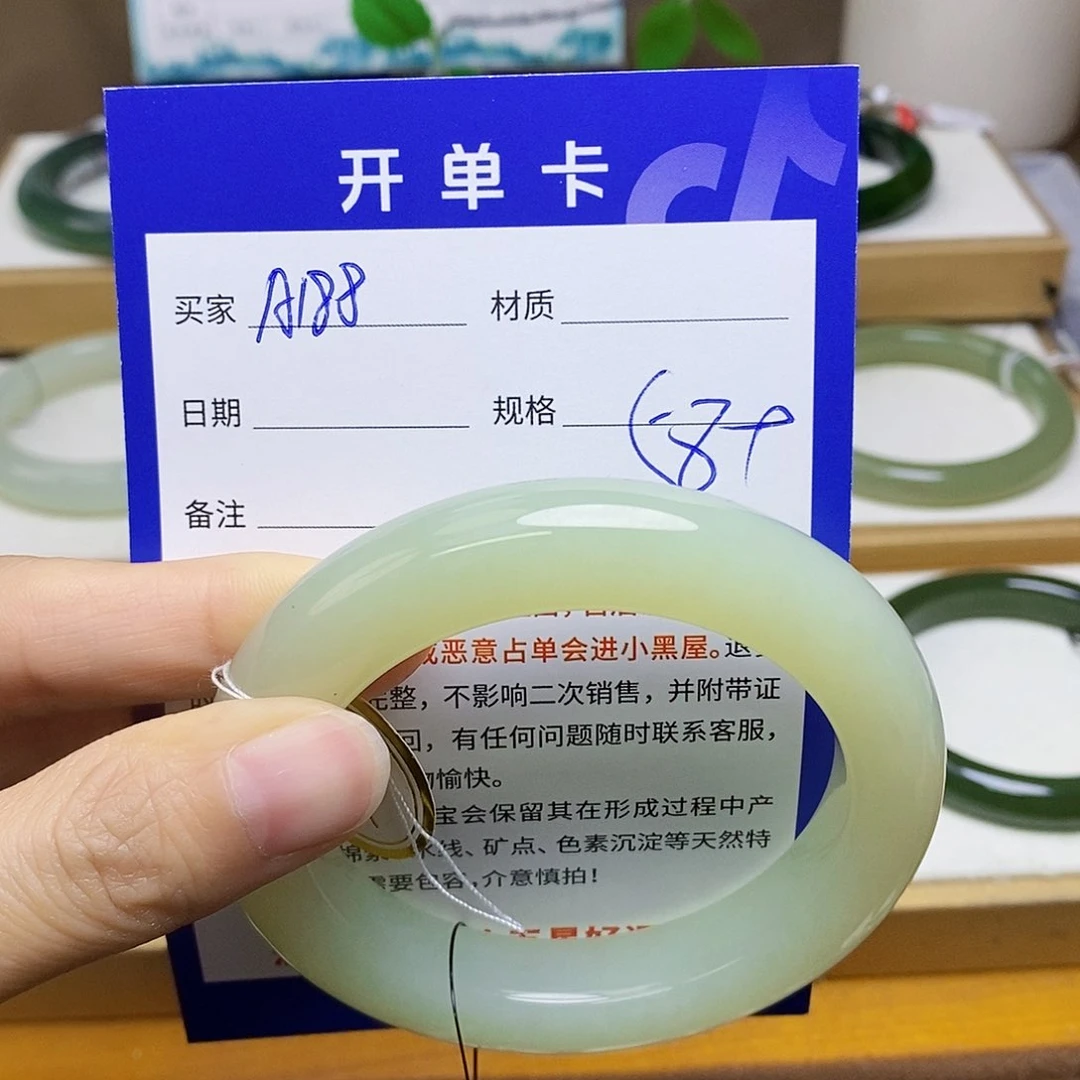 开单卡
买家 A188 材质
日期 规格 58+
备注
恶意占单会进小黑屋。
完整，不影响二次销售，并附带证
回，有任何问题随时联系客服，
愉快。
宝会保留其在形成过程中产
水线、矿点、色素沉淀等天然特
需要包容，介意慎拍！